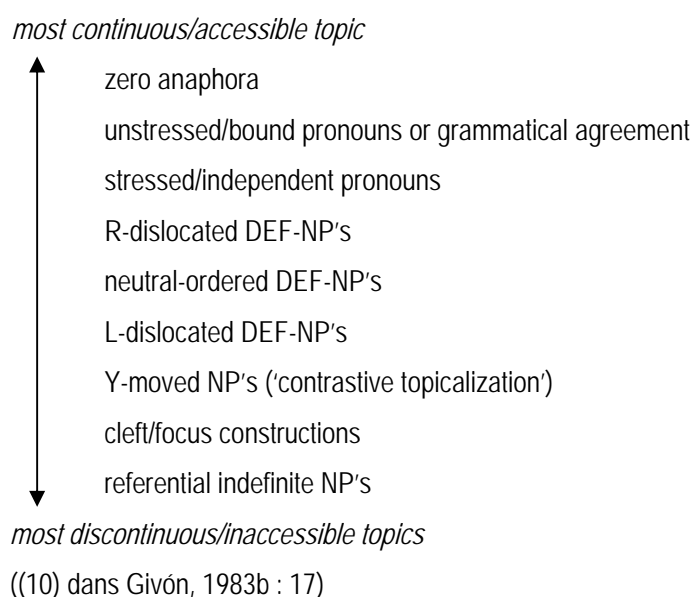 most continuous/accessible topic
zero anaphora
unstressed/bound pronouns or grammatical agreement
stressed/independent pronouns
R-dislocated DEF-NP's
neutral-ordered DEF-NP's
L-dislocated DEF-NP's
Y-moved NP's ('contrastive topicalization')
cleft/focus constructions
referential indefinite NP's
most discontinuous/inaccessible topics
((10) dans Givón, 1983b : 17)